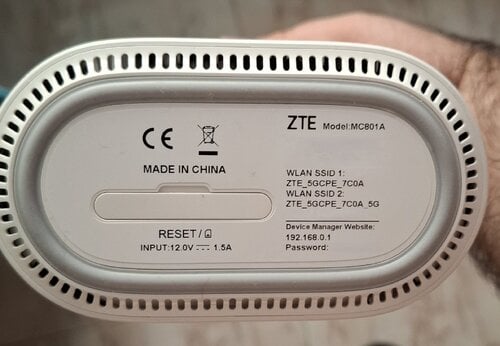 CE
MADE IN CHINA
RESET/
INPUT:12.0V 1.5A
ZTE Model:MC801A
WLAN SSID 1:
ZTE_5GCPE_7C0A
WLAN SSID 2:
ZTE_5GCPE_7C0A_5G
Device Manager Website:
192.168.0.1
Password: